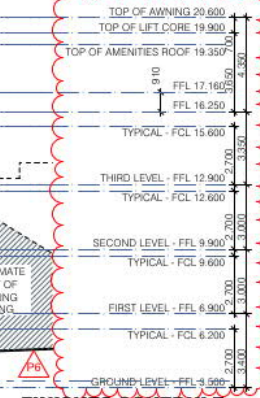 TOP OF AWNING 20.600
TOP OF LIFT CORE 19.900
TOP OF AMENITIES ROOF 19.350
700
910
FFL 17.160
3.650
4.350
FFL 16.250
TYPICAL - FCL 15.600
3.350
2.700
THIRD LEVEL - FFL 12.900
TYPICAL - FCL 12.600
2.700
3.000
SECOND LEVEL - FFL 9.900
TYPICAL - FCL 9.600
MATE
OF
ING
NG
2.700
3.000
FIRST LEVEL - FFL 6.900
TYPICAL - FCL 6.200
P6
2.700
3.400
GROUND LEVEL - FFL 3.500